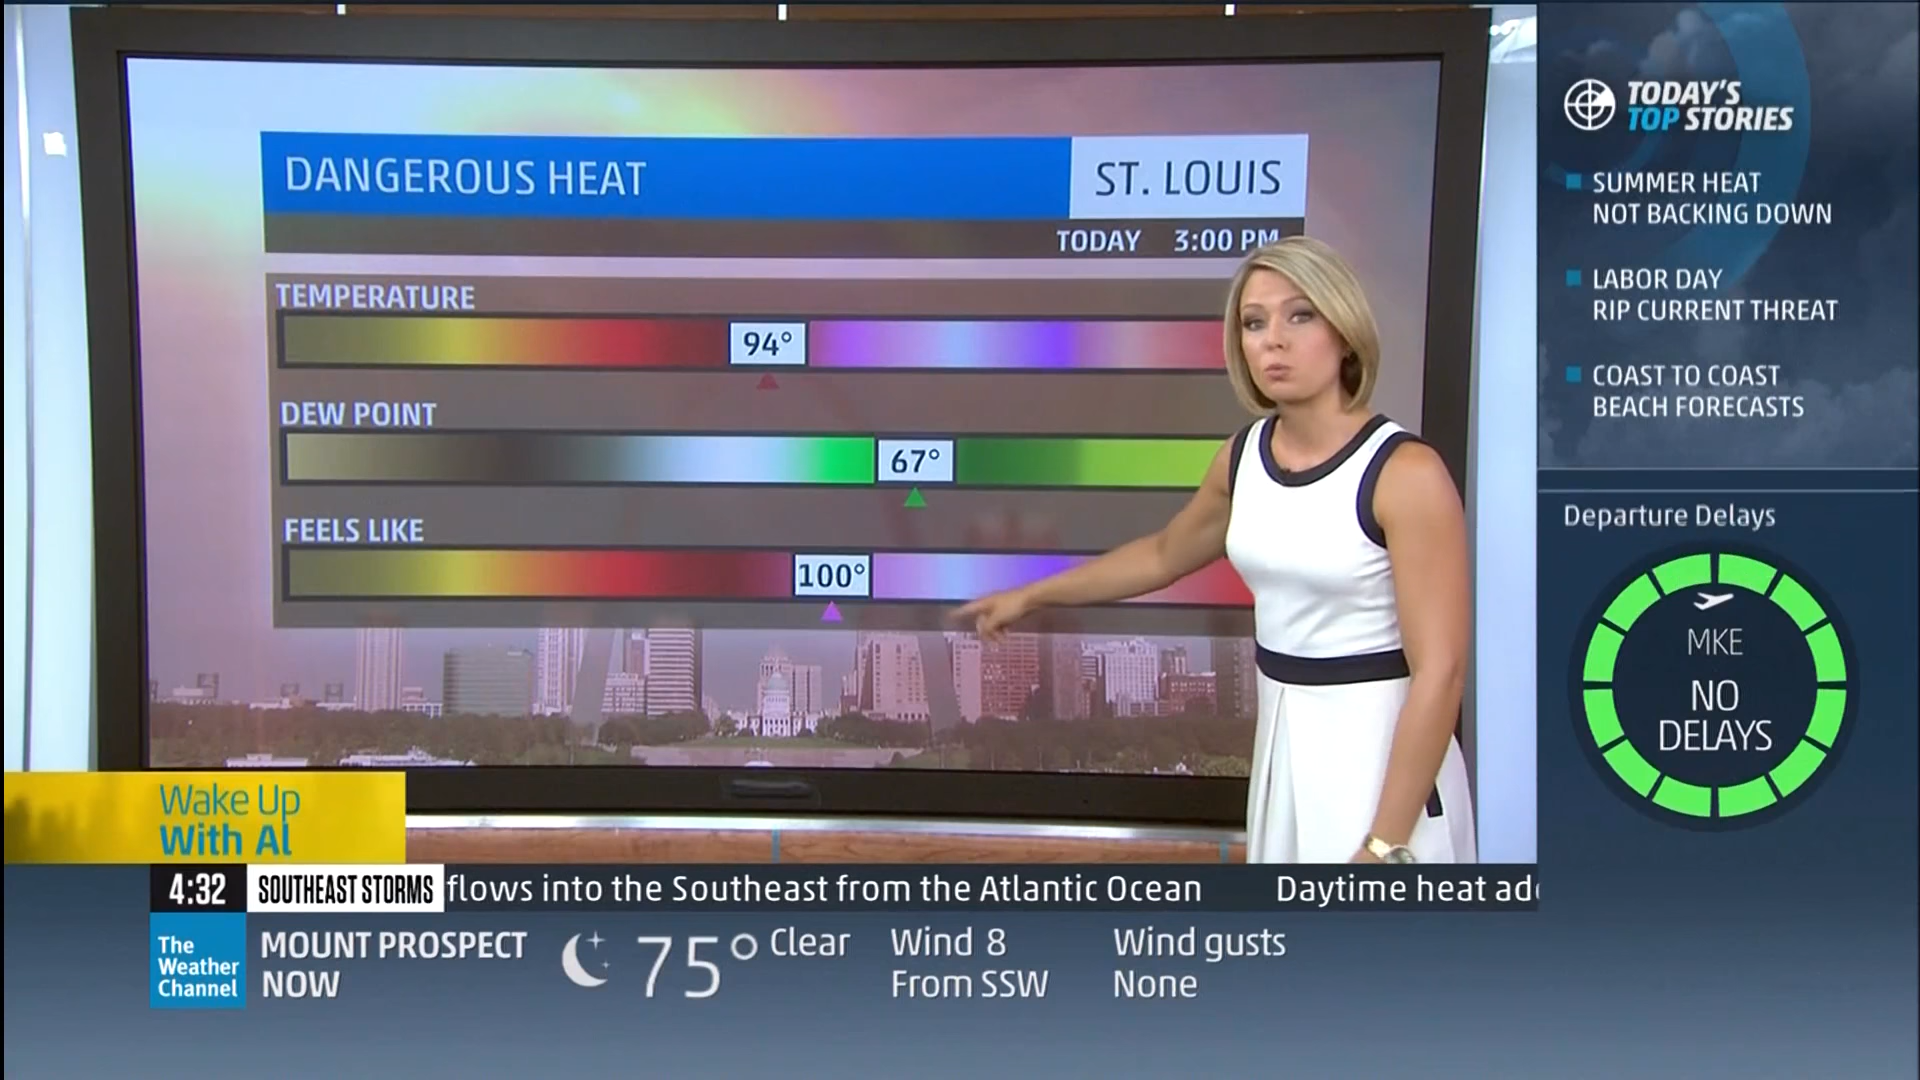 DANGEROUS HEAT
ST. LOUIS
TODAY 3:00 PM
TEMPERATURE
94°
DEW POINT
67°
FEELS LIKE
100°
TODAY'S
TOP STORIES
SUMMER HEAT
NOT BACKING DOWN
LABOR DAY
RIP CURRENT THREAT
COAST TO COAST
BEACH FORECASTS
Departure Delays
MKE
NO
DELAYS
Wake Up
With Al
4:32 SOUTHEAST STORMS flows into the Southeast from the Atlantic Ocean Daytime heat
The
Weather
Channel
MOUNT PROSPECT
NOW
75° Clear
Wind 8
From SSW
Wind gusts
None